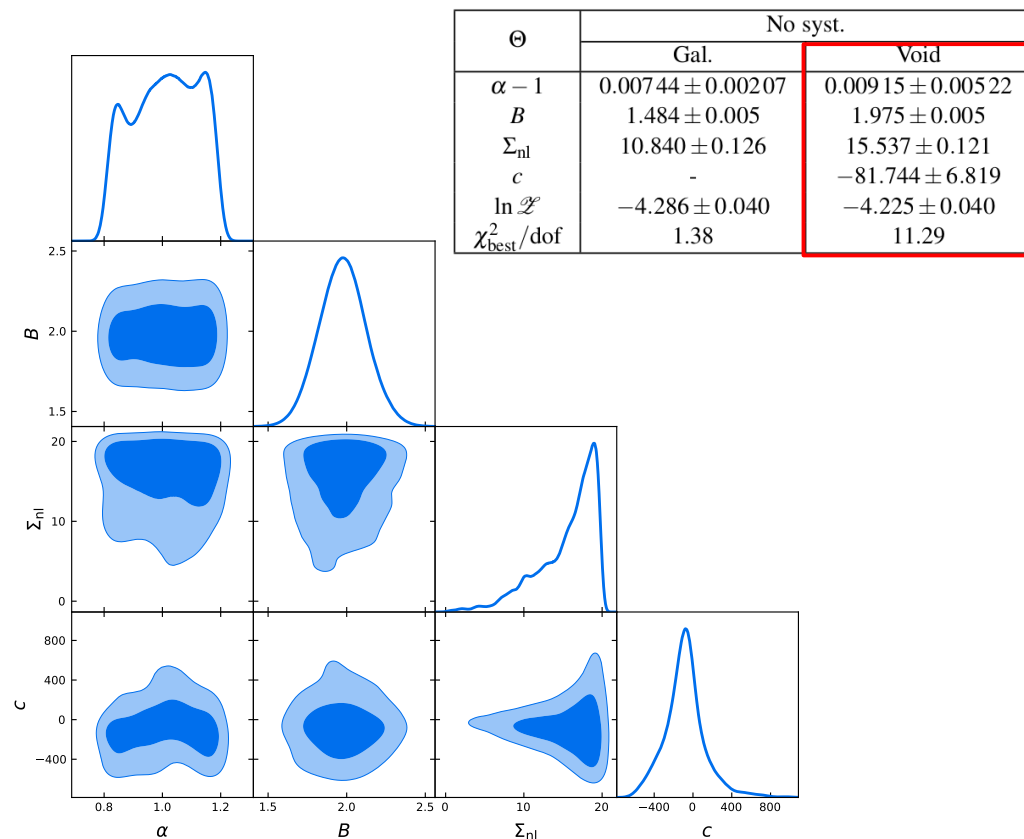 Θ No syst.
Gal. Void
α − 1 0.00744 ± 0.00207 0.00915 ± 0.00522
B 1.484 ± 0.005 1.975 ± 0.005
Σnl 10.840 ± 0.126 15.537 ± 0.121
c - −81.744 ± 6.819
ln 𝒵 −4.286 ± 0.040 −4.225 ± 0.040
χ²best/dof 1.38 11.29
2.5
2.0
1.5
B
20
10
0
Σnl
800
400
0
−400
c
0.8 1.0 1.2 1.5 2.0 2.5 0 10 20 −400 0 400 800
α B Σnl c